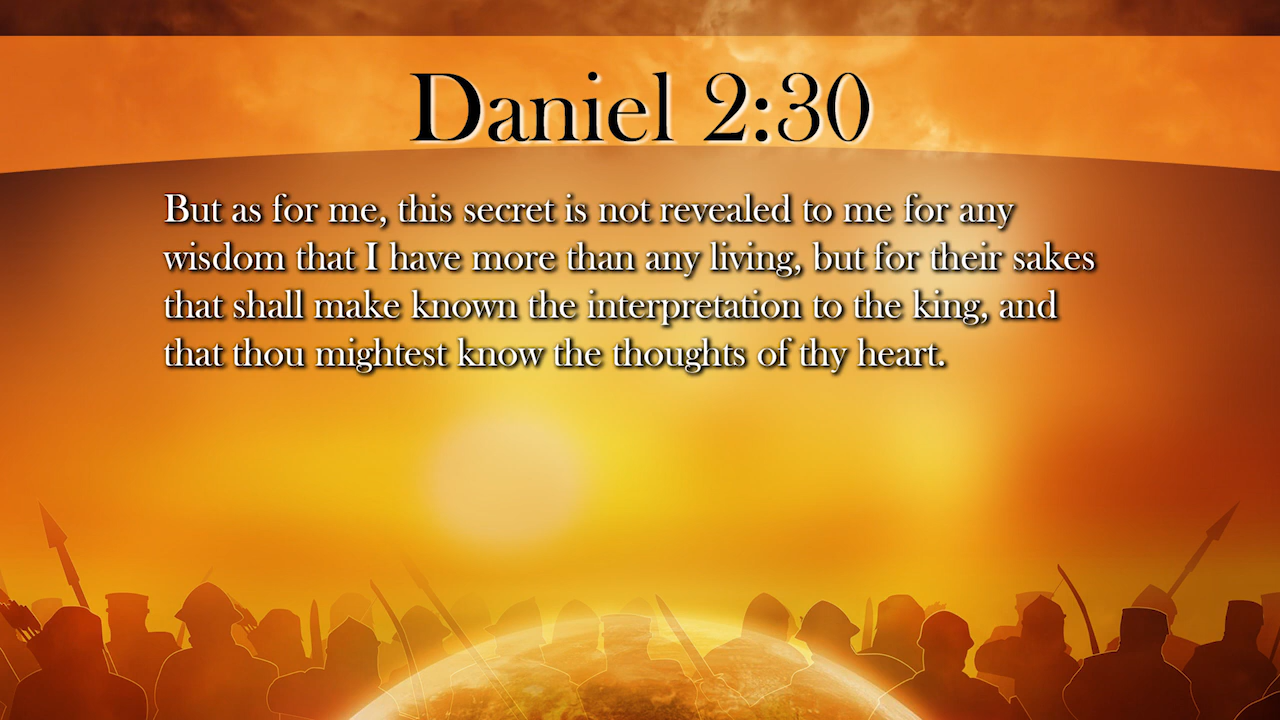 Daniel 2:30
But as for me, this secret is not revealed to me for any
wisdom that I have more than any living, but for their sakes
that shall make known the interpretation to the king, and
that thou mightest know the thoughts of thy heart.